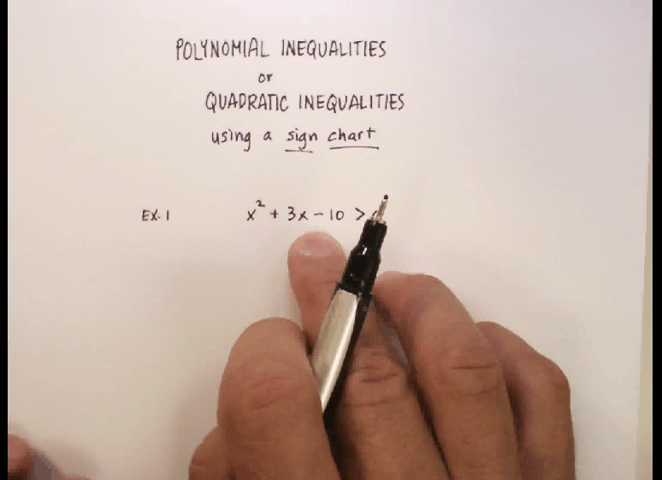 POLYNOMIAL INEQUALITIES
or
QUADRATIC INEQUALITIES
using a sign chart
EX. 1 x² + 3x - 10 >